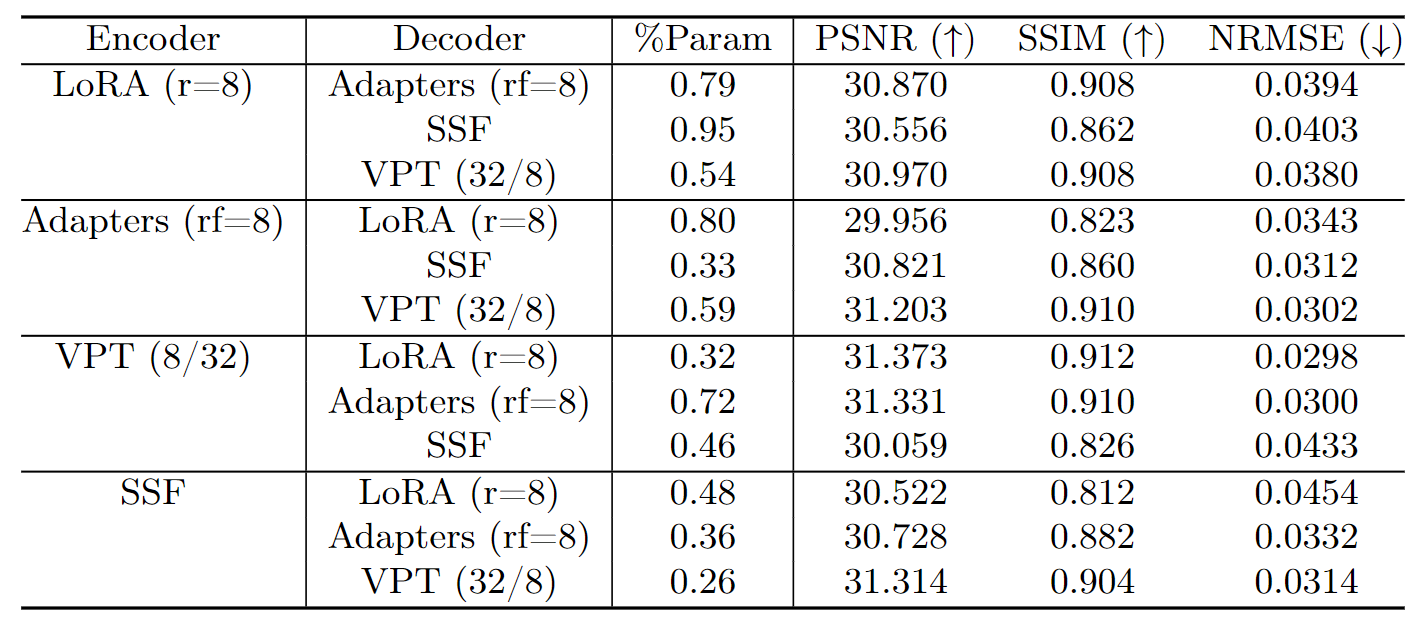 Encoder Decoder %Param PSNR (↑) SSIM (↑) NRMSE (↓)
LoRA (r=8) Adapters (rf=8) 0.79 30.870 0.908 0.0394
SSF 0.95 30.556 0.862 0.0403
VPT (32/8) 0.54 30.970 0.908 0.0380
Adapters (rf=8) LoRA (r=8) 0.80 29.956 0.823 0.0343
SSF 0.33 30.821 0.860 0.0312
VPT (32/8) 0.59 31.203 0.910 0.0302
VPT (8/32) LoRA (r=8) 0.32 31.373 0.912 0.0298
Adapters (rf=8) 0.72 31.331 0.910 0.0300
SSF 0.46 30.059 0.826 0.0433
SSF LoRA (r=8) 0.48 30.522 0.812 0.0454
Adapters (rf=8) 0.36 30.728 0.882 0.0332
VPT (32/8) 0.26 31.314 0.904 0.0314